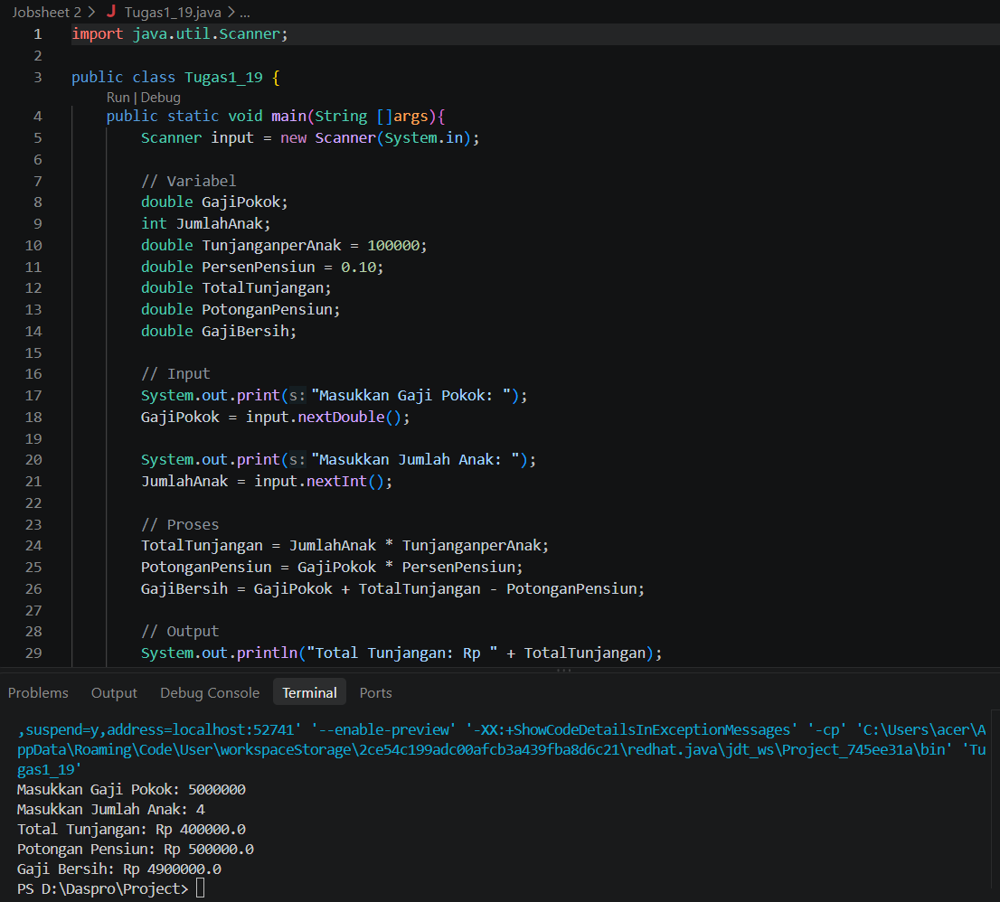 Jobsheet 2 > J Tugas1_19.java > ...
1 import java.util.Scanner;
2
3 public class Tugas1_19 {
Run | Debug
4 public static void main(String []args){
5 Scanner input = new Scanner(System.in);
6
7 // Variabel
8 double GajiPokok;
9 int JumlahAnak;
10 double TunjanganperAnak = 100000;
11 double PersenPensiun = 0.10;
12 double TotalTunjangan;
13 double PotonganPensiun;
14 double GajiBersih;
15
16 // Input
17 System.out.print(s: "Masukkan Gaji Pokok: ");
18 GajiPokok = input.nextDouble();
19
20 System.out.print(s: "Masukkan Jumlah Anak: ");
21 JumlahAnak = input.nextInt();
22
23 // Proses
24 TotalTunjangan = JumlahAnak * TunjanganperAnak;
25 PotonganPensiun = GajiPokok * PersenPensiun;
26 GajiBersih = GajiPokok + TotalTunjangan - PotonganPensiun;
27
28 // Output
29 System.out.println("Total Tunjangan: Rp " + TotalTunjangan);
Problems Output Debug Console Terminal Ports
,suspend=y,address=localhost:52741' '--enable-preview' '-XX:+ShowCodeDetailsInExceptionMessages' '-cp' 'C:\Users\acer\A
ppData\Roaming\Code\User\workspaceStorage\2ce54c199adc00afcb3a439fba8d6c21\redhat.java\jdt_ws\Project_745ee31a\bin' 'Tu
gas1_19'
Masukkan Gaji Pokok: 5000000
Masukkan Jumlah Anak: 4
Total Tunjangan: Rp 400000.0
Potongan Pensiun: Rp 500000.0
Gaji Bersih: Rp 4900000.0
PS D:\Daspro\Project>